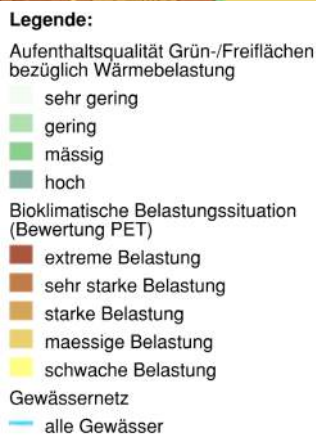 Legende:
Aufenthaltsqualität Grün-/Freiflächen
bezüglich Wärmebelastung
sehr gering
gering
mässig
hoch
Bioklimatische Belastungssituation
(Bewertung PET)
extreme Belastung
sehr starke Belastung
starke Belastung
maessige Belastung
schwache Belastung
Gewässernetz
alle Gewässer